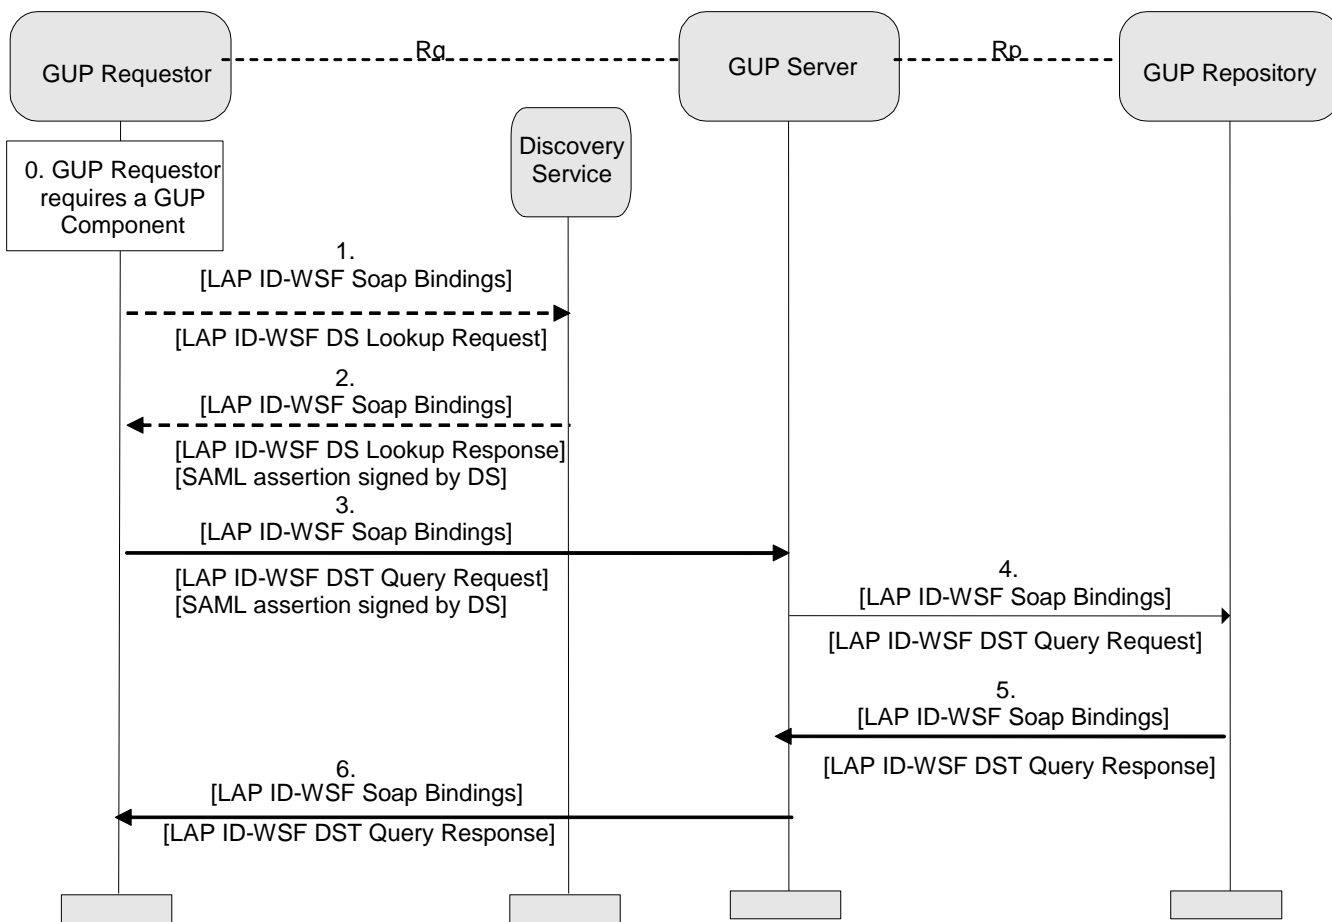 GUP Requestor
Rg
GUP Server
Rp
GUP Repository
0. GUP Requestor
requires a GUP
Component
Discovery
Service
1.
[LAP ID-WSF Soap Bindings]
[LAP ID-WSF DS Lookup Request]
2.
[LAP ID-WSF Soap Bindings]
[LAP ID-WSF DS Lookup Response]
[SAML assertion signed by DS]
3.
[LAP ID-WSF Soap Bindings]
[LAP ID-WSF DST Query Request]
[SAML assertion signed by DS]
4.
[LAP ID-WSF Soap Bindings]
[LAP ID-WSF DST Query Request]
5.
[LAP ID-WSF Soap Bindings]
[LAP ID-WSF DST Query Response]
6.
[LAP ID-WSF Soap Bindings]
[LAP ID-WSF DST Query Response]